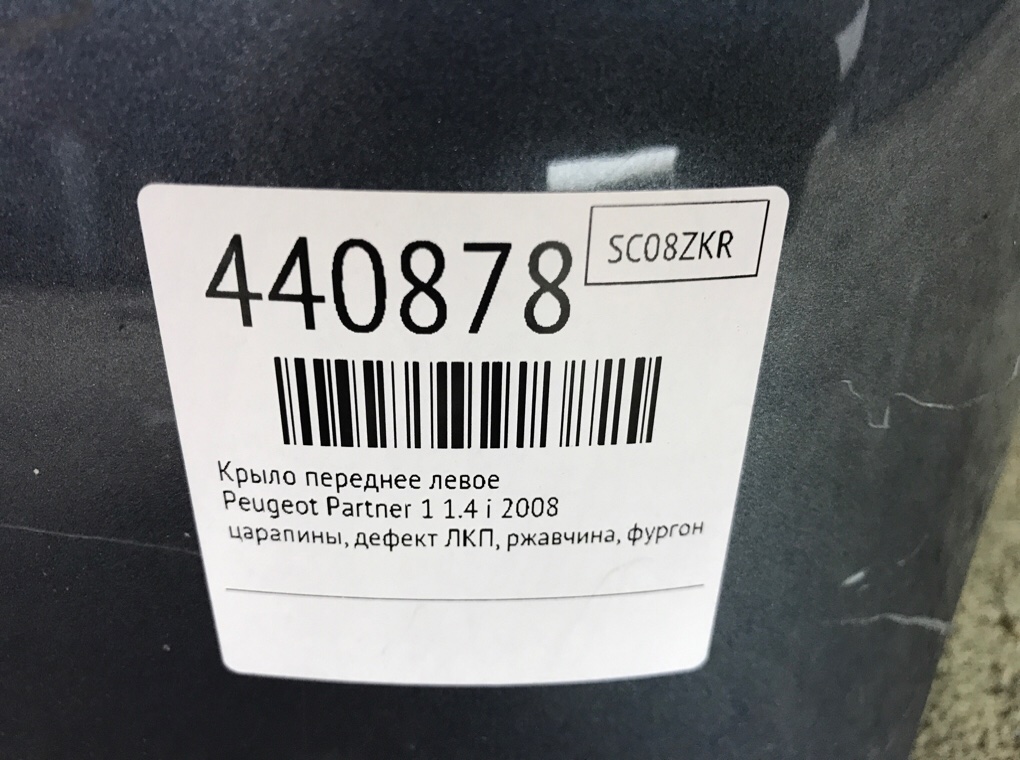 440878
SC08ZKR
Крыло переднее левое
Peugeot Partner 1 1.4 i 2008
царапины, дефект ЛКП, ржавчина, фургон